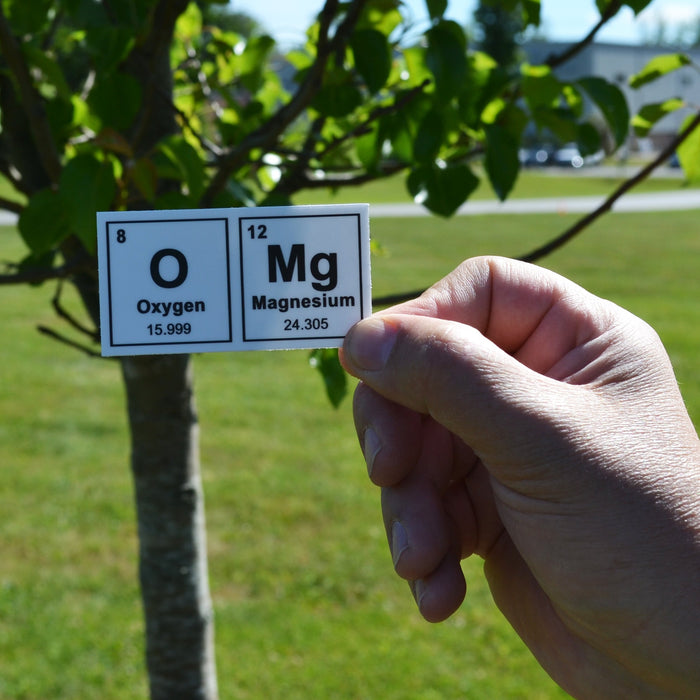 8
O
Oxygen
15.999
12
Mg
Magnesium
24.305